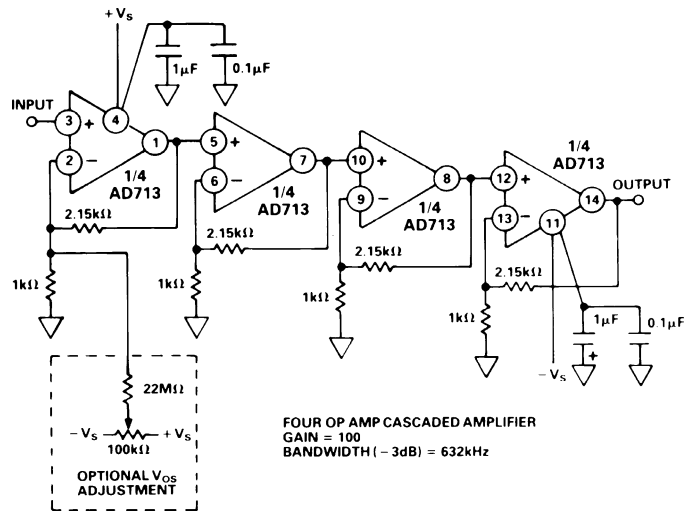 +VS
1µF
0.1µF
INPUT
3
+
4
1
2
–
1/4
AD713
2.15kΩ
1kΩ
5
+
7
6
–
1/4
AD713
2.15kΩ
1kΩ
10
+
8
9
–
1/4
AD713
2.15kΩ
1kΩ
1/4
AD713
12
+
14
OUTPUT
13
–
11
2.15kΩ
1kΩ
1µF
+
0.1µF
–VS
22MΩ
–VS
+VS
100kΩ
OPTIONAL VOS
ADJUSTMENT
FOUR OP AMP CASCADED AMPLIFIER
GAIN = 100
BANDWIDTH (–3dB) = 632kHz